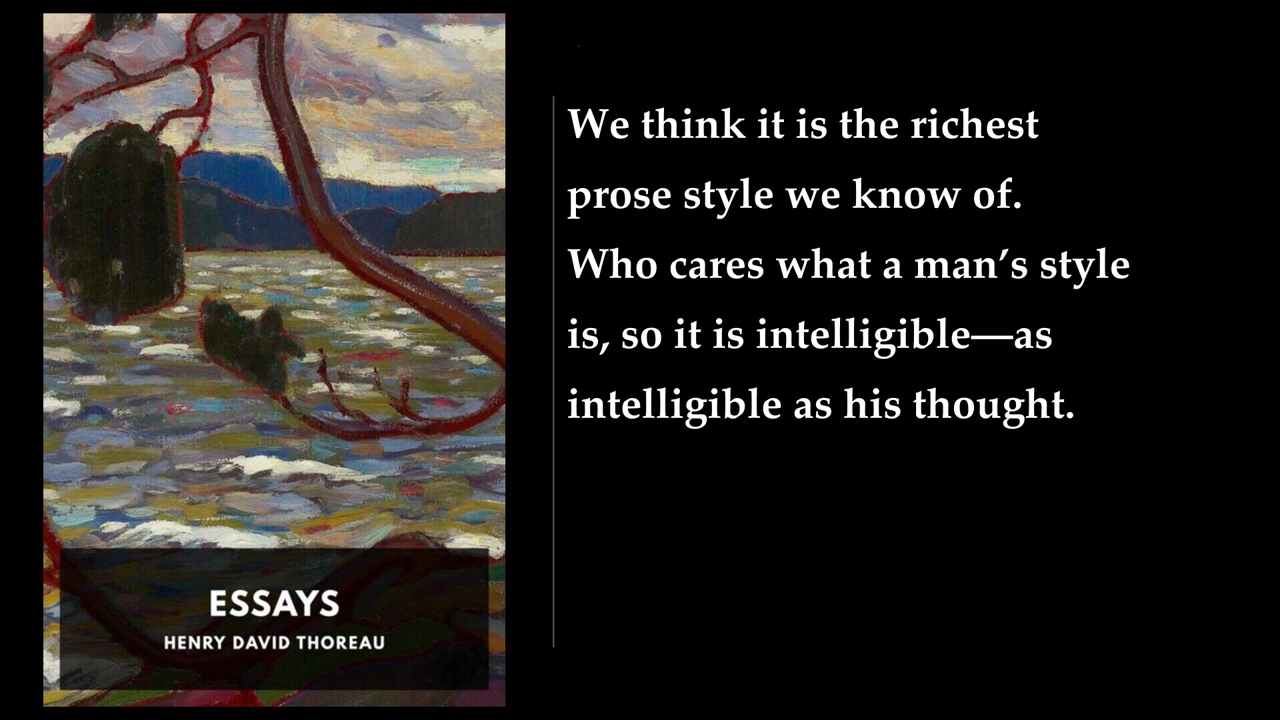 We think it is the richest
prose style we know of.
Who cares what a man’s style
is, so it is intelligible—as
intelligible as his thought.
ESSAYS
HENRY DAVID THOREAU